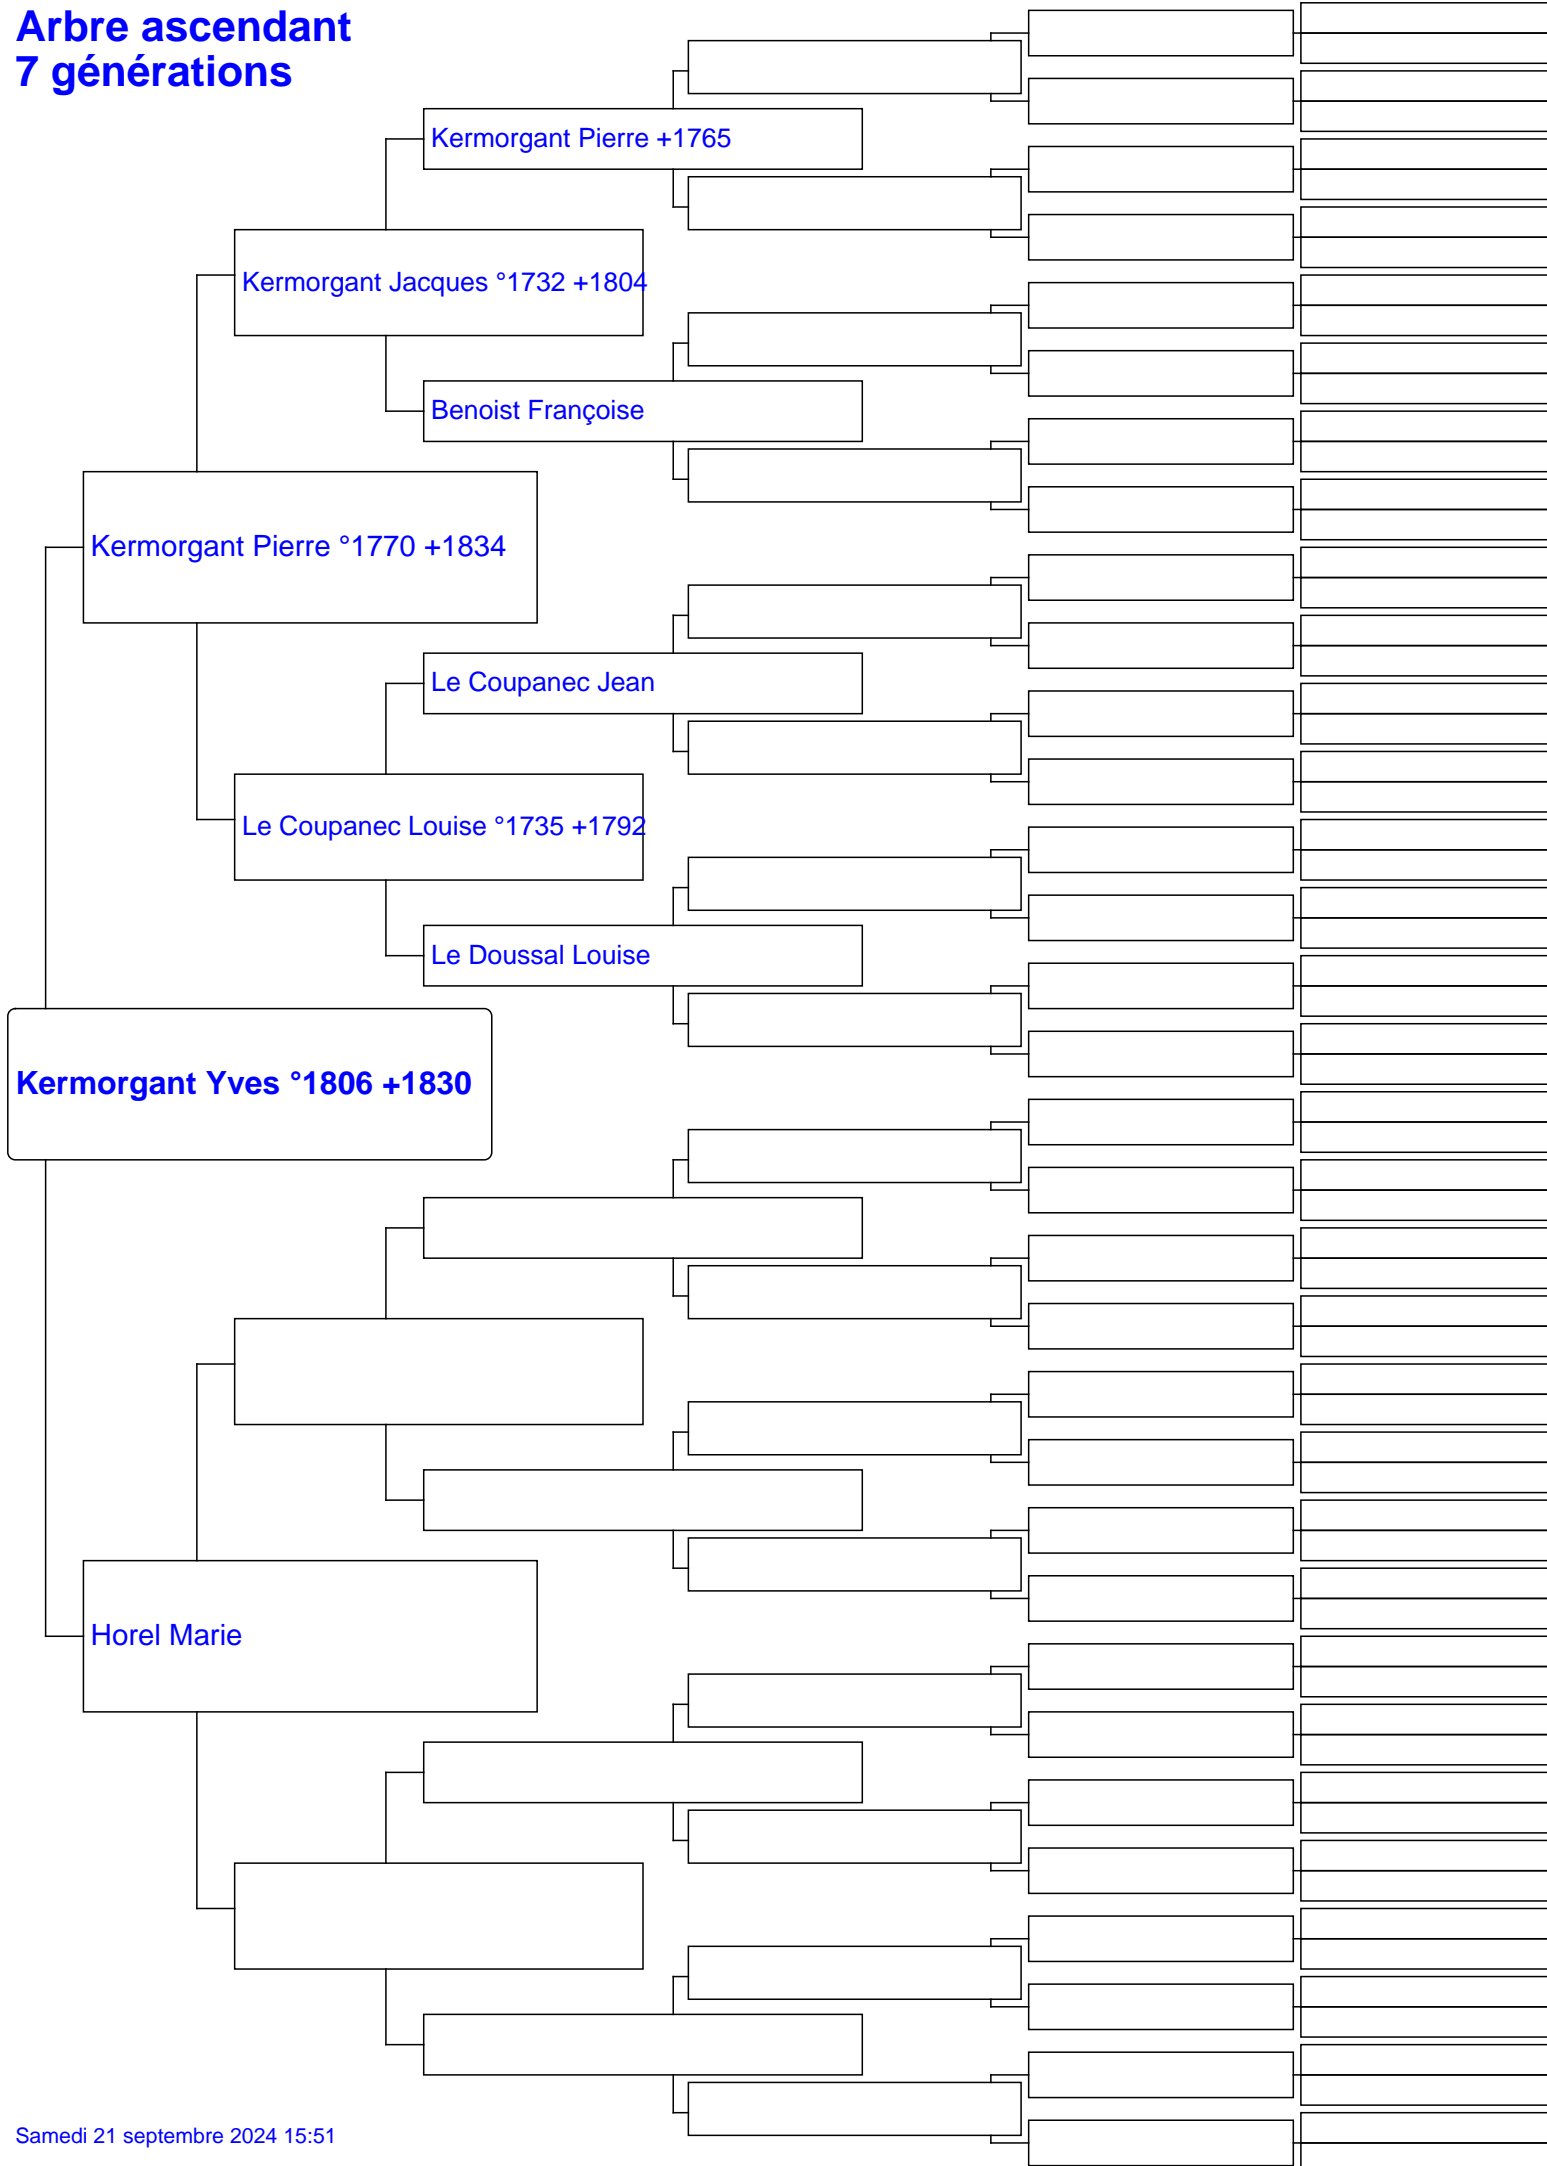 Arbre ascendant
7 générations
Kermorgant Pierre +1765
Kermorgant Jacques °1732 +1804
Benoist Françoise
Kermorgant Pierre °1770 +1834
Le Coupanec Jean
Le Coupanec Louise °1735 +1792
Le Doussal Louise
Kermorgant Yves °1806 +1830
Horel Marie
Samedi 21 septembre 2024 15:51